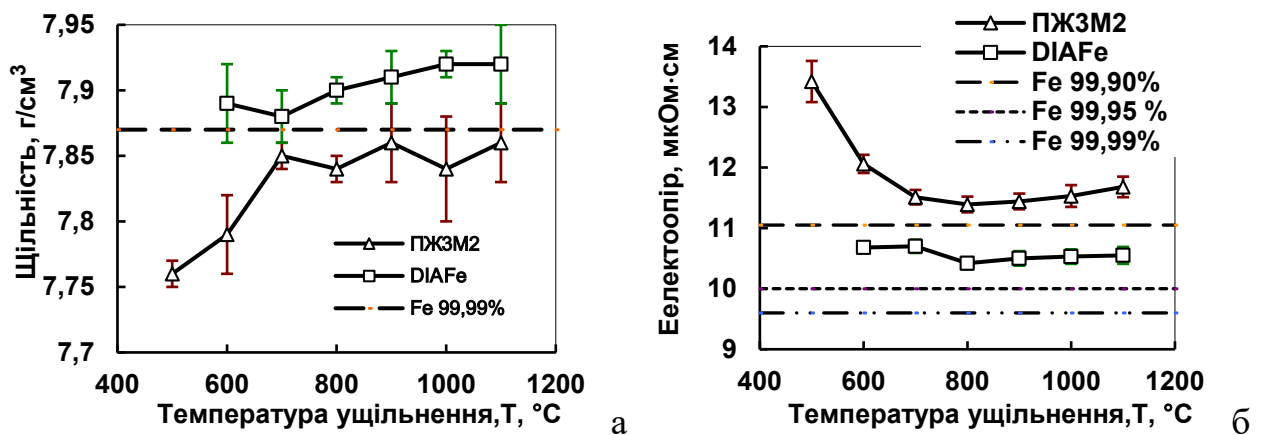 Щільність, г/см³
7,95
7,9
7,85
7,8
7,75
7,7
400 600 800 1000 1200
Температура ущільнення,Т, °С
ПЖ3М2
DIAFe
Fe 99,99%
а
Еелектоопір, мкОм·см
14
13
12
11
10
9
400 600 800 1000 1200
Температура ущільнення,Т, °С
ПЖ3М2
DIAFe
Fe 99,90%
Fe 99,95 %
Fe 99,99%
б